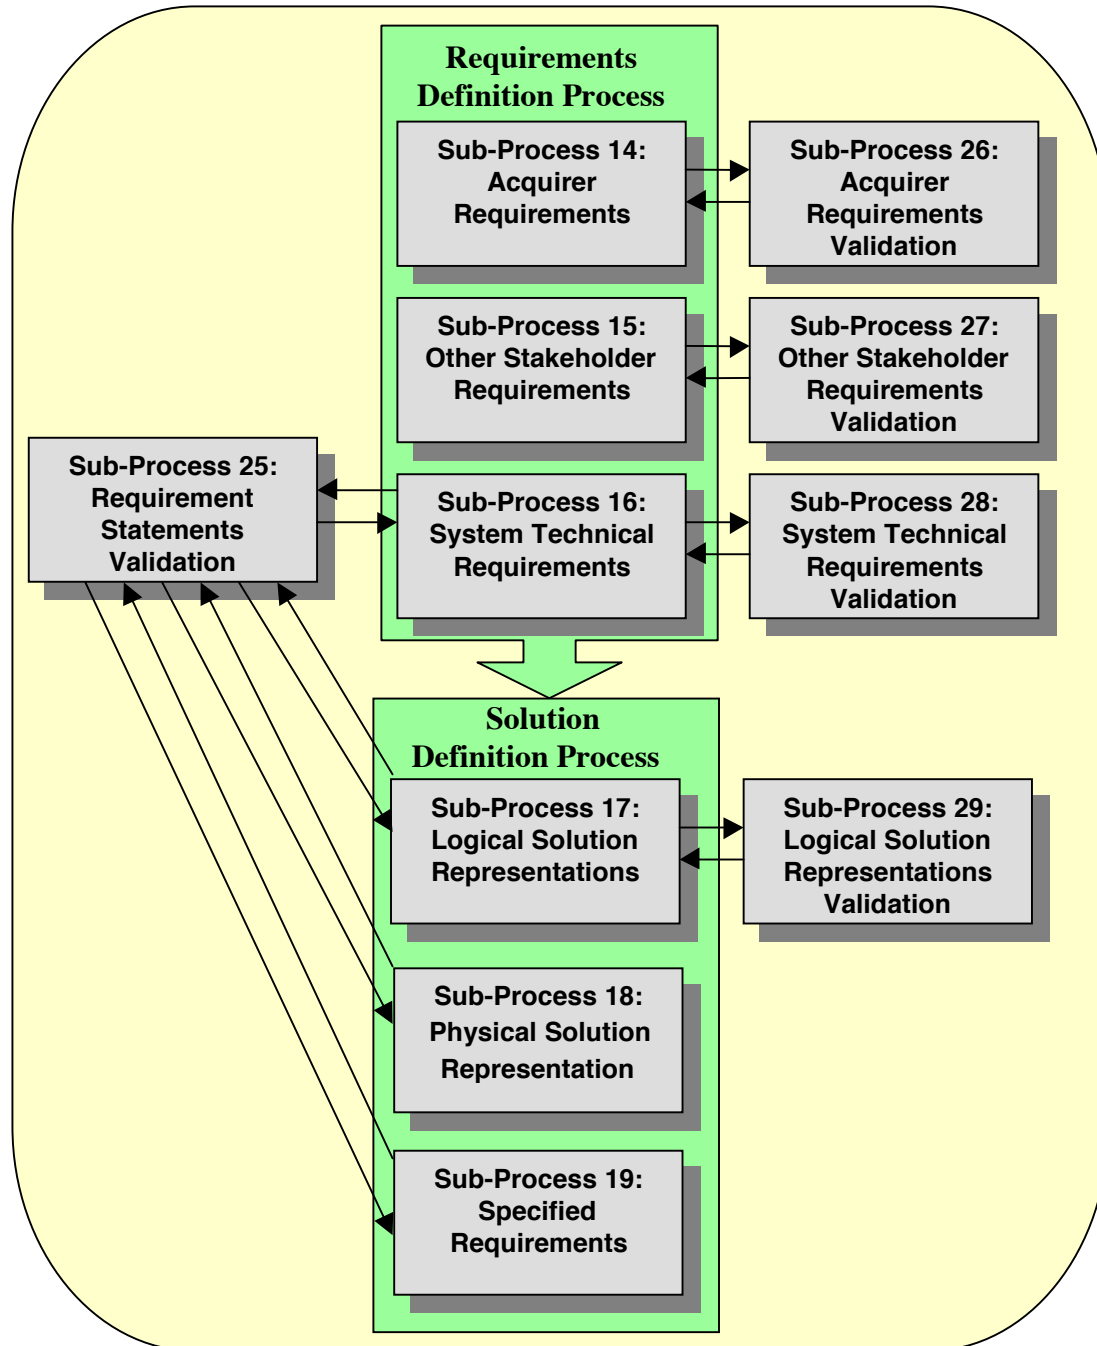 Requirements
Definition Process
Sub-Process 14:
Acquirer
Requirements
Sub-Process 26:
Acquirer
Requirements
Validation
Sub-Process 15:
Other Stakeholder
Requirements
Sub-Process 27:
Other Stakeholder
Requirements
Validation
Sub-Process 25:
Requirement
Statements
Validation
Sub-Process 16:
System Technical
Requirements
Sub-Process 28:
System Technical
Requirements
Validation
Solution
Definition Process
Sub-Process 17:
Logical Solution
Representations
Sub-Process 29:
Logical Solution
Representations
Validation
Sub-Process 18:
Physical Solution
Representation
Sub-Process 19:
Specified
Requirements